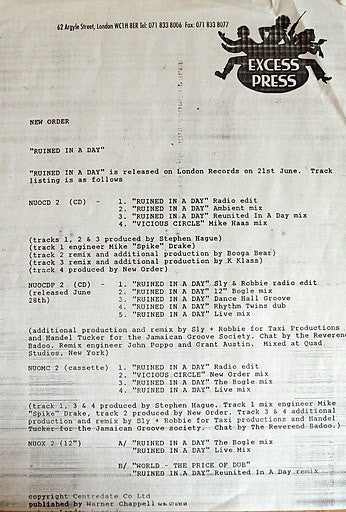 62 Argyle Street, London WC1H 8ER Tel: 071 833 8006 Fax: 071 833 8077
EXCESS
PRESS
NEW ORDER
"RUINED IN A DAY"
"RUINED IN A DAY" is released on London Records on 21st June. Track
listing is as follows
NUOCD 2 (CD) - 1. "RUINED IN A DAY" Radio edit
2. "RUINED IN A DAY" Ambient mix
3. "RUINED IN A DAY" Reunited In A Day mix
4. "VICIOUS CIRCLE" Mike Haas mix
(tracks 1, 2 & 3 produced by Stephen Hague)
(track 1 engineer Mike "Spike" Drake)
(track 2 remix and additional production by Booga Bear)
(track 3 remix and additional production by K Klass)
(track 4 produced by New Order)
NUOCDP 2 (CD) - 1. "RUINED IN A DAY" Sly & Robbie radio edit
(released June 2. "RUINED IN A DAY" 12" Bogle mix
28th) 3. "RUINED IN A DAY" Dance Hall Groove
4. "RUINED IN A DAY" Rhythm Twins dub
5. "RUINED IN A DAY" Live mix
(additional production and remix by Sly + Robbie for Taxi Productions
and Handel Tucker for the Jamaican Groove Society. Chat by the Reverend
Badoo. Remix engineer John Poppo and Grant Austin. Mixed at Quad
Studios, New York)
NUOMC 2 (cassette) 1. "RUINED IN A DAY" Radio edit
2. "VICIOUS CIRCLE" New Order mix
3. "RUINED IN A DAY" The Bogle mix
4. "RUINED IN A DAY" Live mix
(track 1, 3 & 4 produced by Stephen Hague. Track 1 mix engineer Mike
"Spike" Drake, track 2 produced by New Order. Track 3 & 4 additional
production and remix by Sly + Robbie for Taxi productions and Handel
Tucker for the Jamaican Groove society. Chat by The Reverend Badoo.)
NUOX 2 (12") A/ "RUINED IN A DAY" The Bogle mix
"RUINED IN A DAY" Live mix
B/ "WORLD - THE PRICE OF DUB"
"RUINED IN A DAY" Reunited In A Day remix
copyright Centredate Co Ltd
published by Warner Chappell